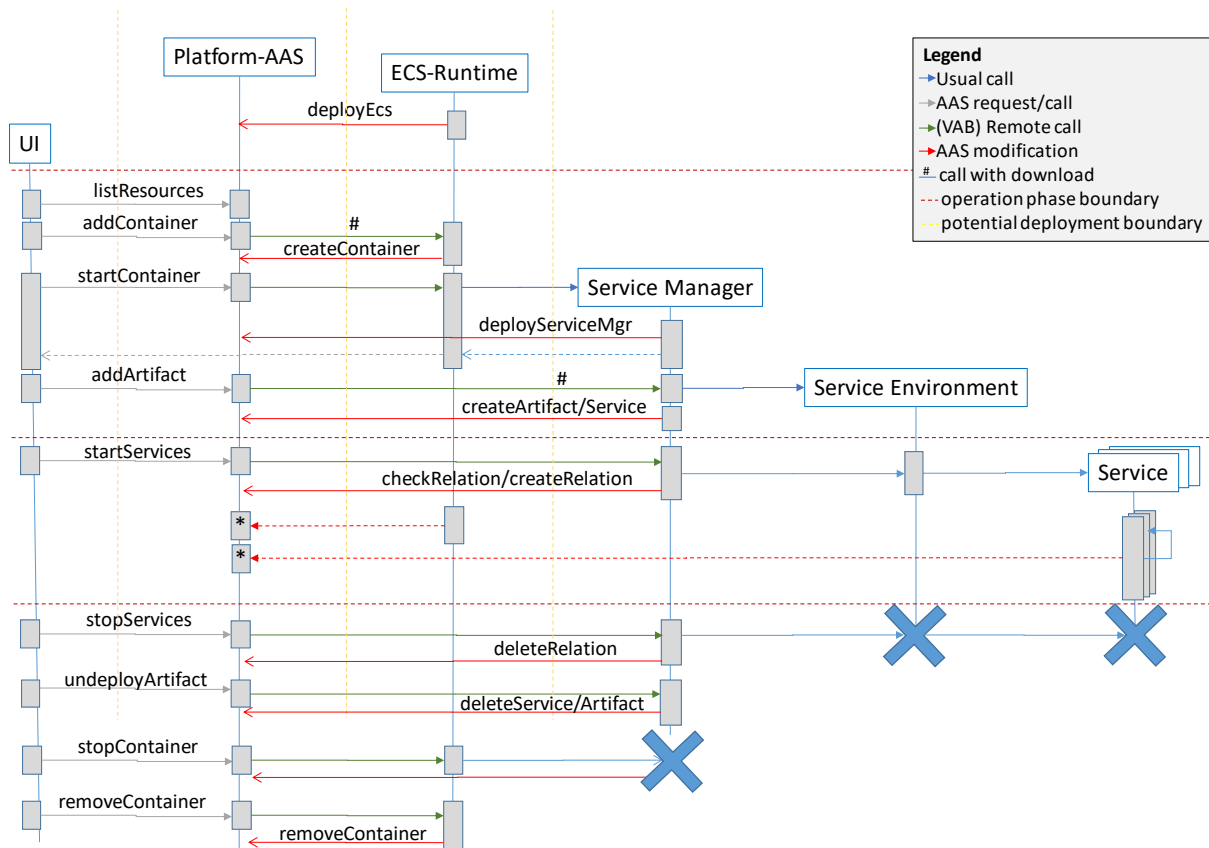 Platform-AAS
ECS-Runtime
Legend
Usual call
AAS request/call
(VAB) Remote call
AAS modification
# call with download
operation phase boundary
potential deployment boundary
deployEcs
UI
listResources
addContainer
#
createContainer
startContainer
Service Manager
deployServiceMgr
addArtifact
#
Service Environment
createArtifact/Service
startServices
checkRelation/createRelation
Service
*
*
stopServices
deleteRelation
undeployArtifact
deleteService/Artifact
stopContainer
removeContainer
removeContainer